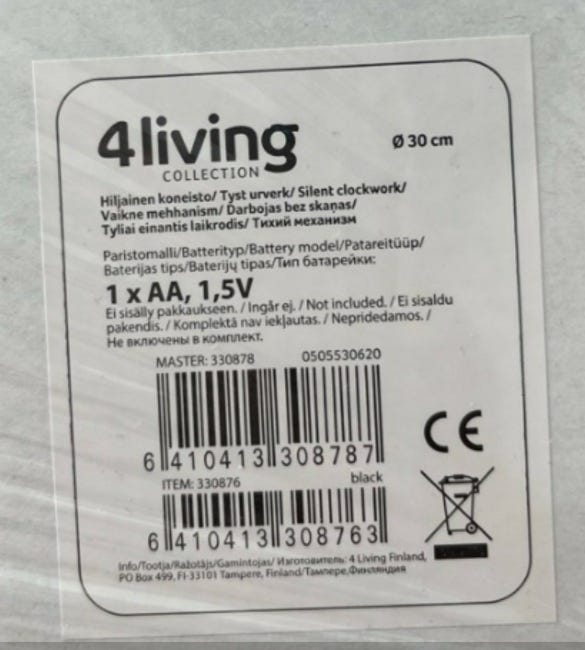 4living
COLLECTION
Ø 30 cm
Hiljainen koneisto/ Tyst urverk/ Silent clockwork/
Vaikne mehhanism/ Darbojas bez skaņas/
Tyliai einantis laikrodis/ Тихий механизм
Paristomalli/Batterityp/Battery model/Patareitüüp/
Baterijas tips/Baterijų tipas/Тип батарейки:
1 x AA, 1,5V
Ei sisälly pakkaukseen. / Ingår ej. / Not included. / Ei sisaldu
pakendis. / Komplektā nav iekļautas. / Nepridedamos. /
Не включены в комплект.
MASTER: 330878 0505530620
6 410413 308787
ITEM: 330876 black
6 410413 308763
CE
Info/Tootja/Ražotājs/Gamintojas/ Изготовитель: 4 Living Finland,
PO Box 499, FI-33101 Tampere, Finland/Тампере,Финляндия